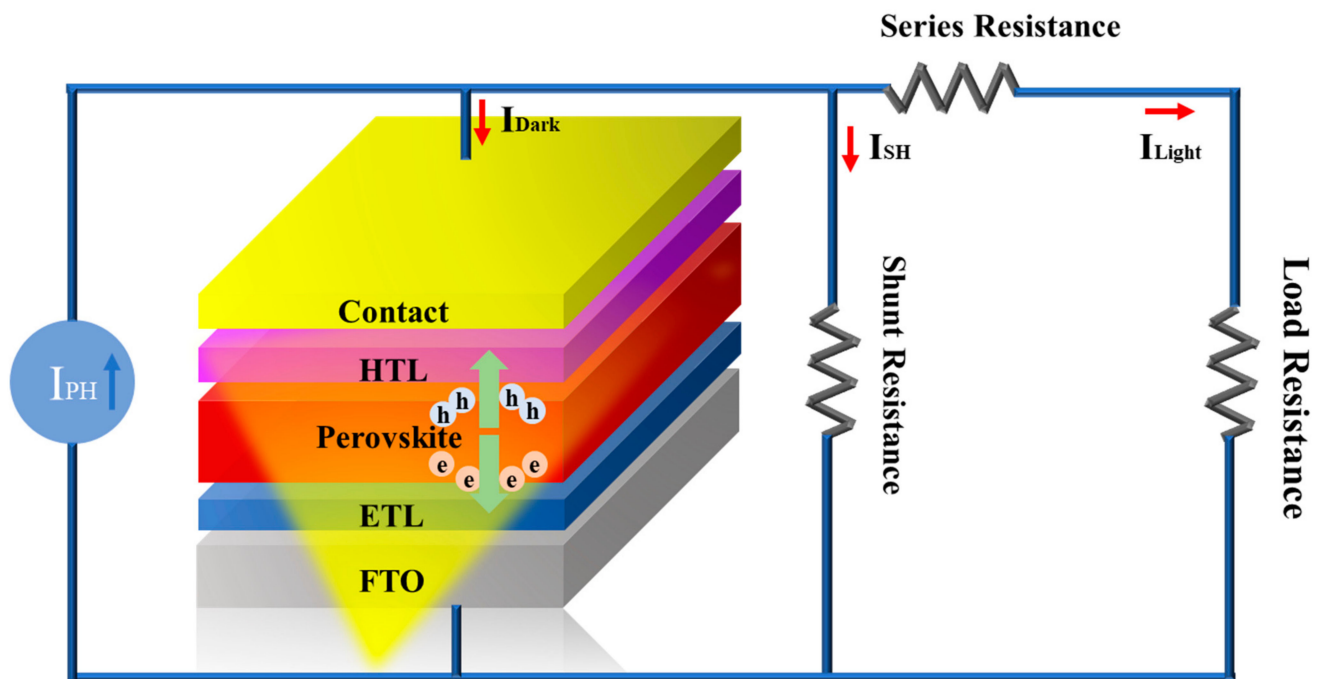 Series Resistance
IDark
ISH
ILight
Shunt Resistance
Load Resistance
IPH
Contact
HTL
h h h h
Perovskite
e e e e
ETL
FTO